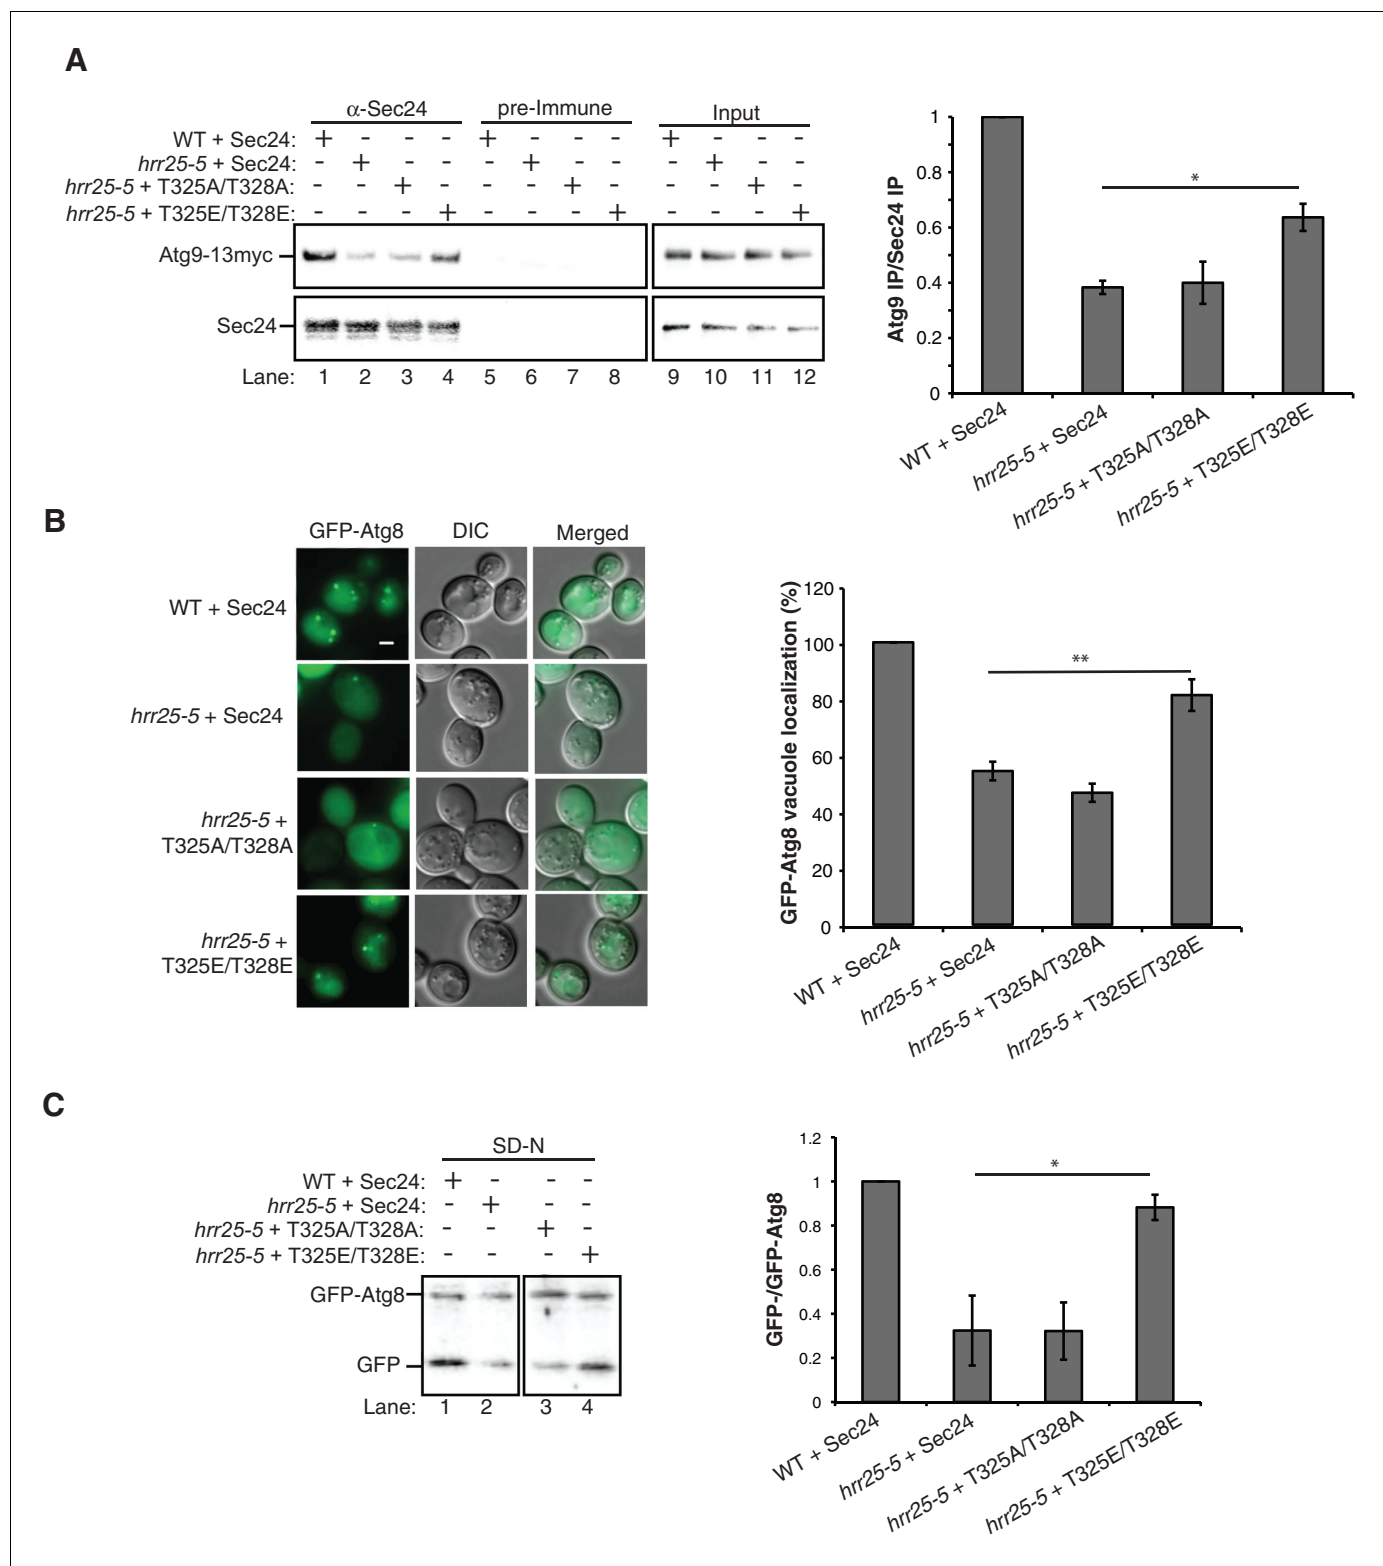 A
α-Sec24 pre-Immune Input
WT + Sec24: + - - - + - - - + - - -
hrr25-5 + Sec24: - + - - - + - - - + - -
hrr25-5 + T325A/T328A: - - + - - - + - - - + -
hrr25-5 + T325E/T328E: - - - + - - - + - - - +
Atg9-13myc
Sec24
Lane: 1 2 3 4 5 6 7 8 9 10 11 12
Atg9 IP/Sec24 IP
1
0.8
0.6
0.4
0.2
0
*
WT + Sec24
hrr25-5 + Sec24
hrr25-5 + T325A/T328A
hrr25-5 + T325E/T328E
B
GFP-Atg8 DIC Merged
WT + Sec24
hrr25-5 + Sec24
hrr25-5 +
T325A/T328A
hrr25-5 +
T325E/T328E
GFP-Atg8 vacuole localization (%)
120
100
80
60
40
20
0
**
WT + Sec24
hrr25-5 + Sec24
hrr25-5 + T325A/T328A
hrr25-5 + T325E/T328E
C
SD-N
WT + Sec24: + - - -
hrr25-5 + Sec24: - + - -
hrr25-5 + T325A/T328A: - - + -
hrr25-5 + T325E/T328E: - - - +
GFP-Atg8
GFP
Lane: 1 2 3 4
GFP-/GFP-Atg8
1.2
1
0.8
0.6
0.4
0.2
0
*
WT + Sec24
hrr25-5 + Sec24
hrr25-5 + T325A/T328A
hrr25-5 + T325E/T328E